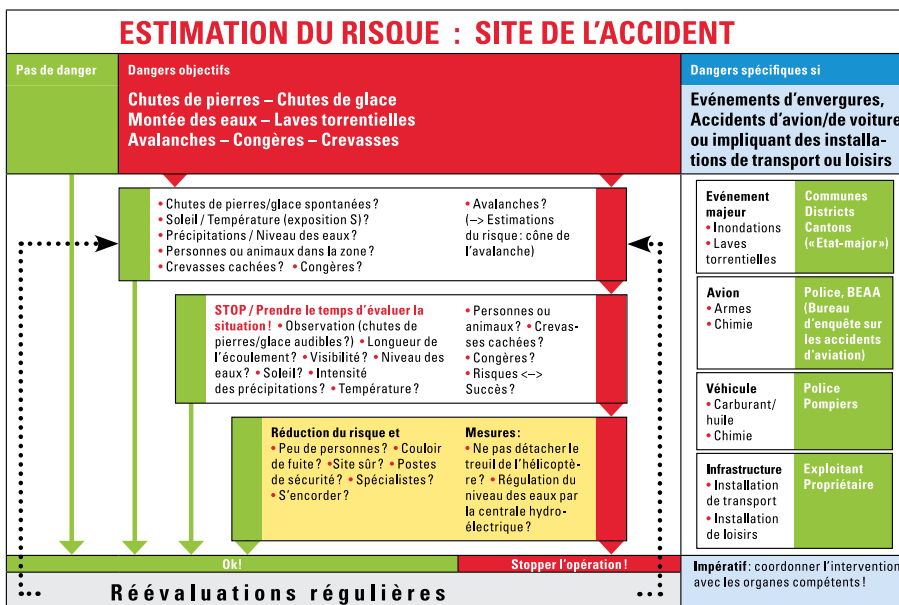 ESTIMATION DU RISQUE : SITE DE L'ACCIDENT
Pas de danger
Dangers objectifs
Chutes de pierres – Chutes de glace
Montée des eaux – Laves torrentielles
Avalanches – Congères – Crevasses
Dangers spécifiques si
Evénements d'envergures,
Accidents d'avion/de voiture
ou impliquant des installa-
tions de transport ou loisirs
• Chutes de pierres/glace spontanées?
• Soleil / Température (exposition S)?
• Précipitations / Niveau des eaux?
• Personnes ou animaux dans la zone?
• Crevasses cachées? • Congères?
• Avalanches?
(–> Estimations
du risque: cône de
l'avalanche)
STOP / Prendre le temps d'évaluer la
situation! • Observation (chutes de
pierres/glace audibles?) • Longueur de
l'écoulement? • Visibilité? • Niveau des
eaux? • Soleil? • Intensité
des précipitations? • Température?
• Personnes ou
animaux? • Crevas-
ses cachées?
• Congères?
• Risques <–>
Succès?
Réduction du risque et
• Peu de personnes? • Couloir
de fuite? • Site sûr? • Postes
de sécurité? • Spécialistes?
• S'encorder?
Mesures:
• Ne pas détacher le
treuil de l'hélicoptè-
re? • Régulation du
niveau des eaux par
la centrale hydro-
électrique?
Evénement
majeur
• Inondations
• Laves
torrentielles
Communes
Districts
Cantons
(«Etat-major»)
Avion
• Armes
• Chimie
Police, BEAA
(Bureau
d'enquête sur
les accidents
d'aviation)
Véhicule
• Carburant/
huile
• Chimie
Police
Pompiers
Infrastructure
• Installation
de transport
• Installation
de loisirs
Exploitant
Propriétaire
Ok!
Stopper l'opération!
Réévaluations régulières
Impératif: coordonner l'intervention
avec les organes compétents!